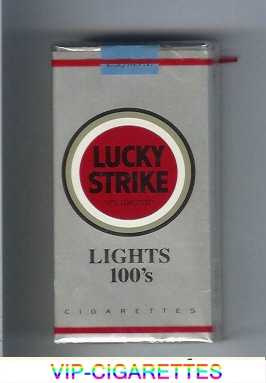 LUCKY
STRIKE
"IT'S TOASTED"
LIGHTS
100's
CIGARETTES
VIP-CIGARETTES